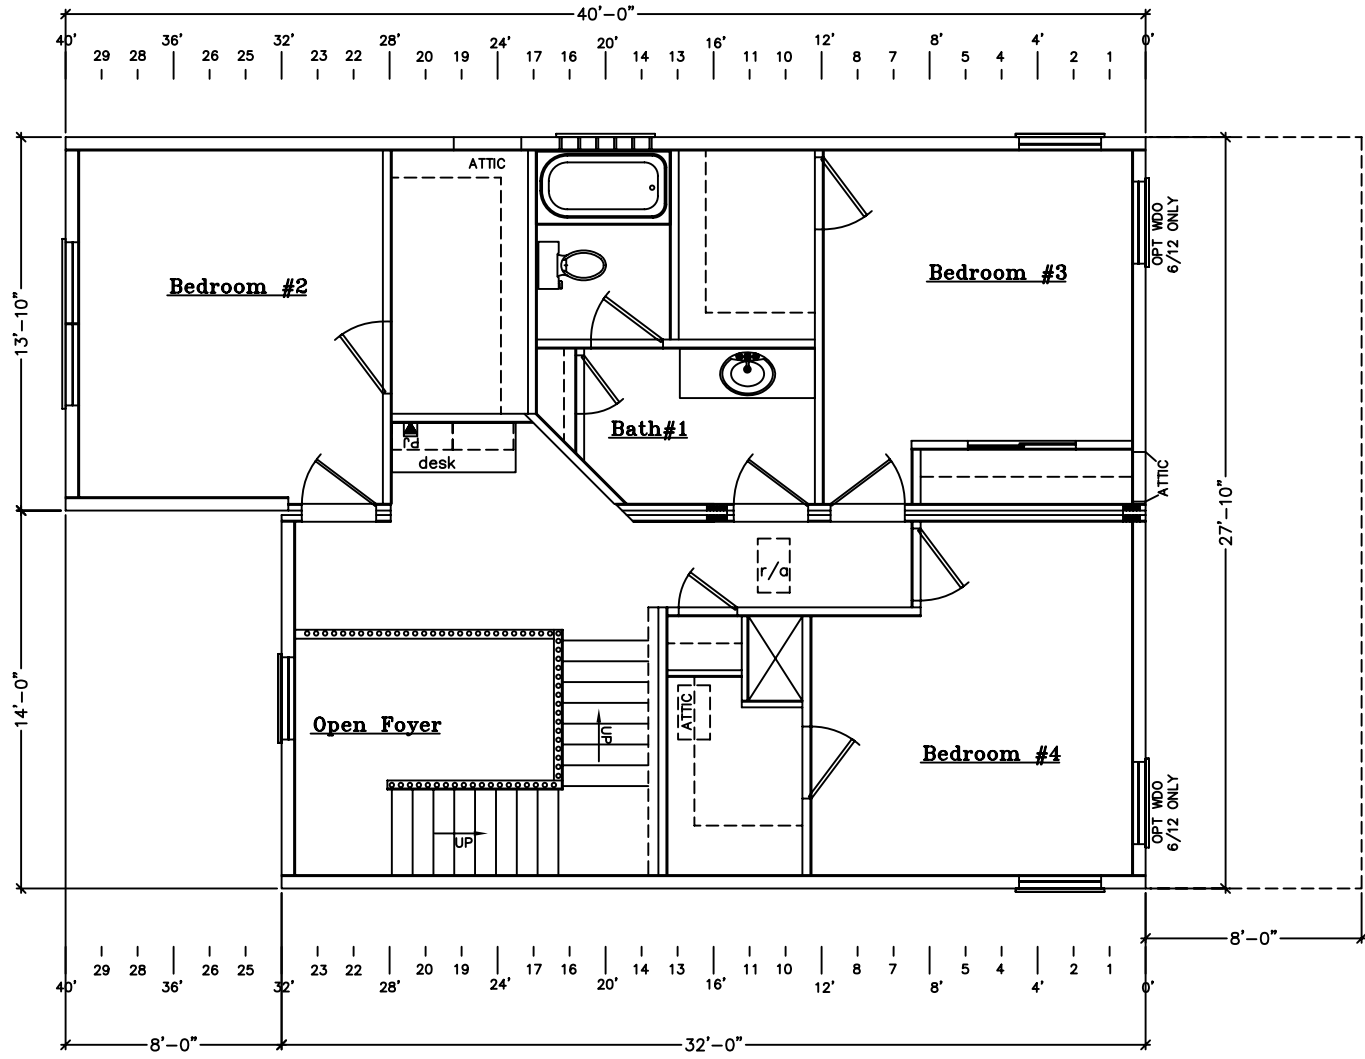 40'-0"
40' 29 28 36' 26 25 32' 23 22 28' 20 19 24' 17 16 20' 14 13 16' 11 10 12' 8 7 8' 5 4 4' 2 1 0'
ATTIC
OPT WDO
6/12 ONLY
Bedroom #2
Bedroom #3
13'-10"
Bath#1
PJ
desk
ATTIC
27'-10"
r/a
14'-0"
ATTIC
Open Foyer
UP
Bedroom #4
OPT WDO
6/12 ONLY
UP
8'-0"
29 28 26 25 23 22 20 19 17 16 14 13 11 10 8 7 5 4 2 1
40' 36' 32' 28' 24' 20' 16' 12' 8' 4' 0'
8'-0"
32'-0"